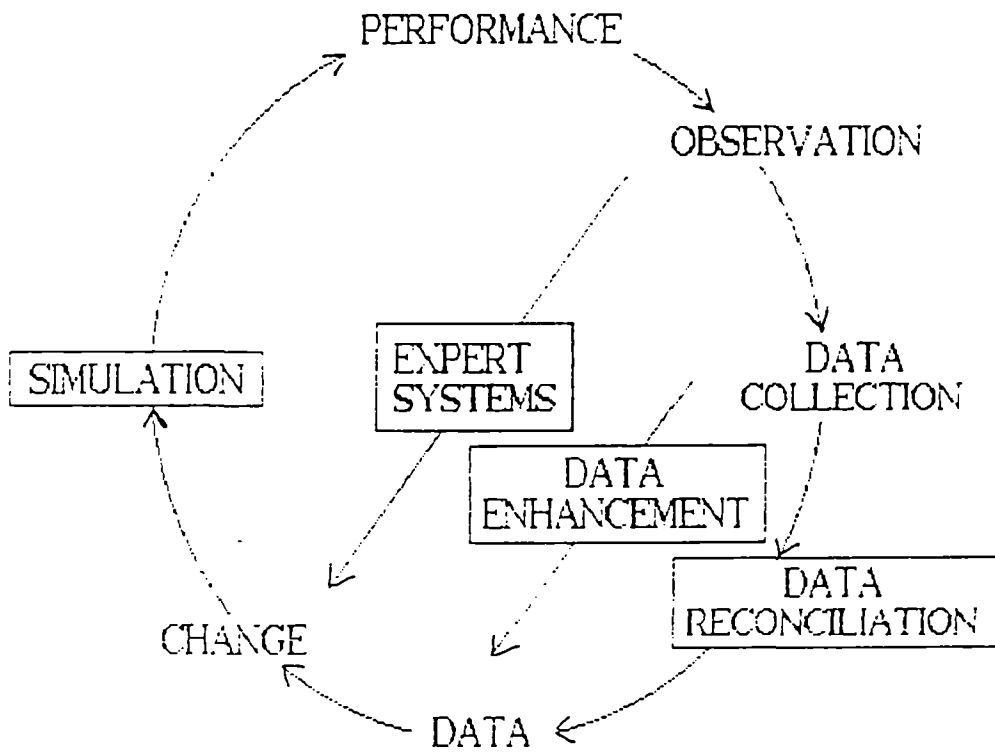 PERFORMANCE
OBSERVATION
EXPERT
SYSTEMS
SIMULATION
DATA
COLLECTION
DATA
ENHANCEMENT
DATA
RECONCILIATION
CHANGE
DATA